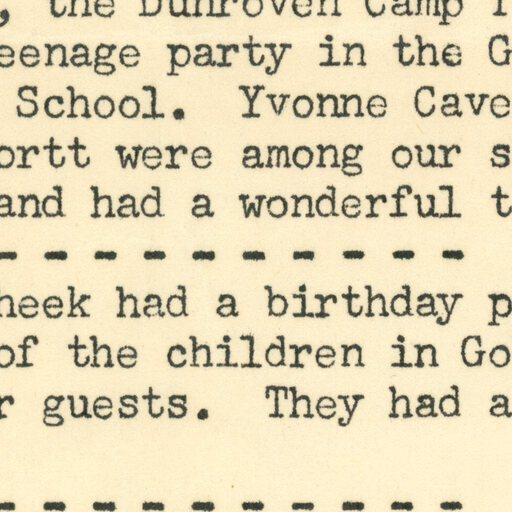 , the Dunroven Camp
eenage party in the G
School. Yvonne Cave
ortt were among our s
and had a wonderful t
- - - - - - - - - -
heek had a birthday p
of the children in Go
r guests. They had a
- - - - - - - - - -